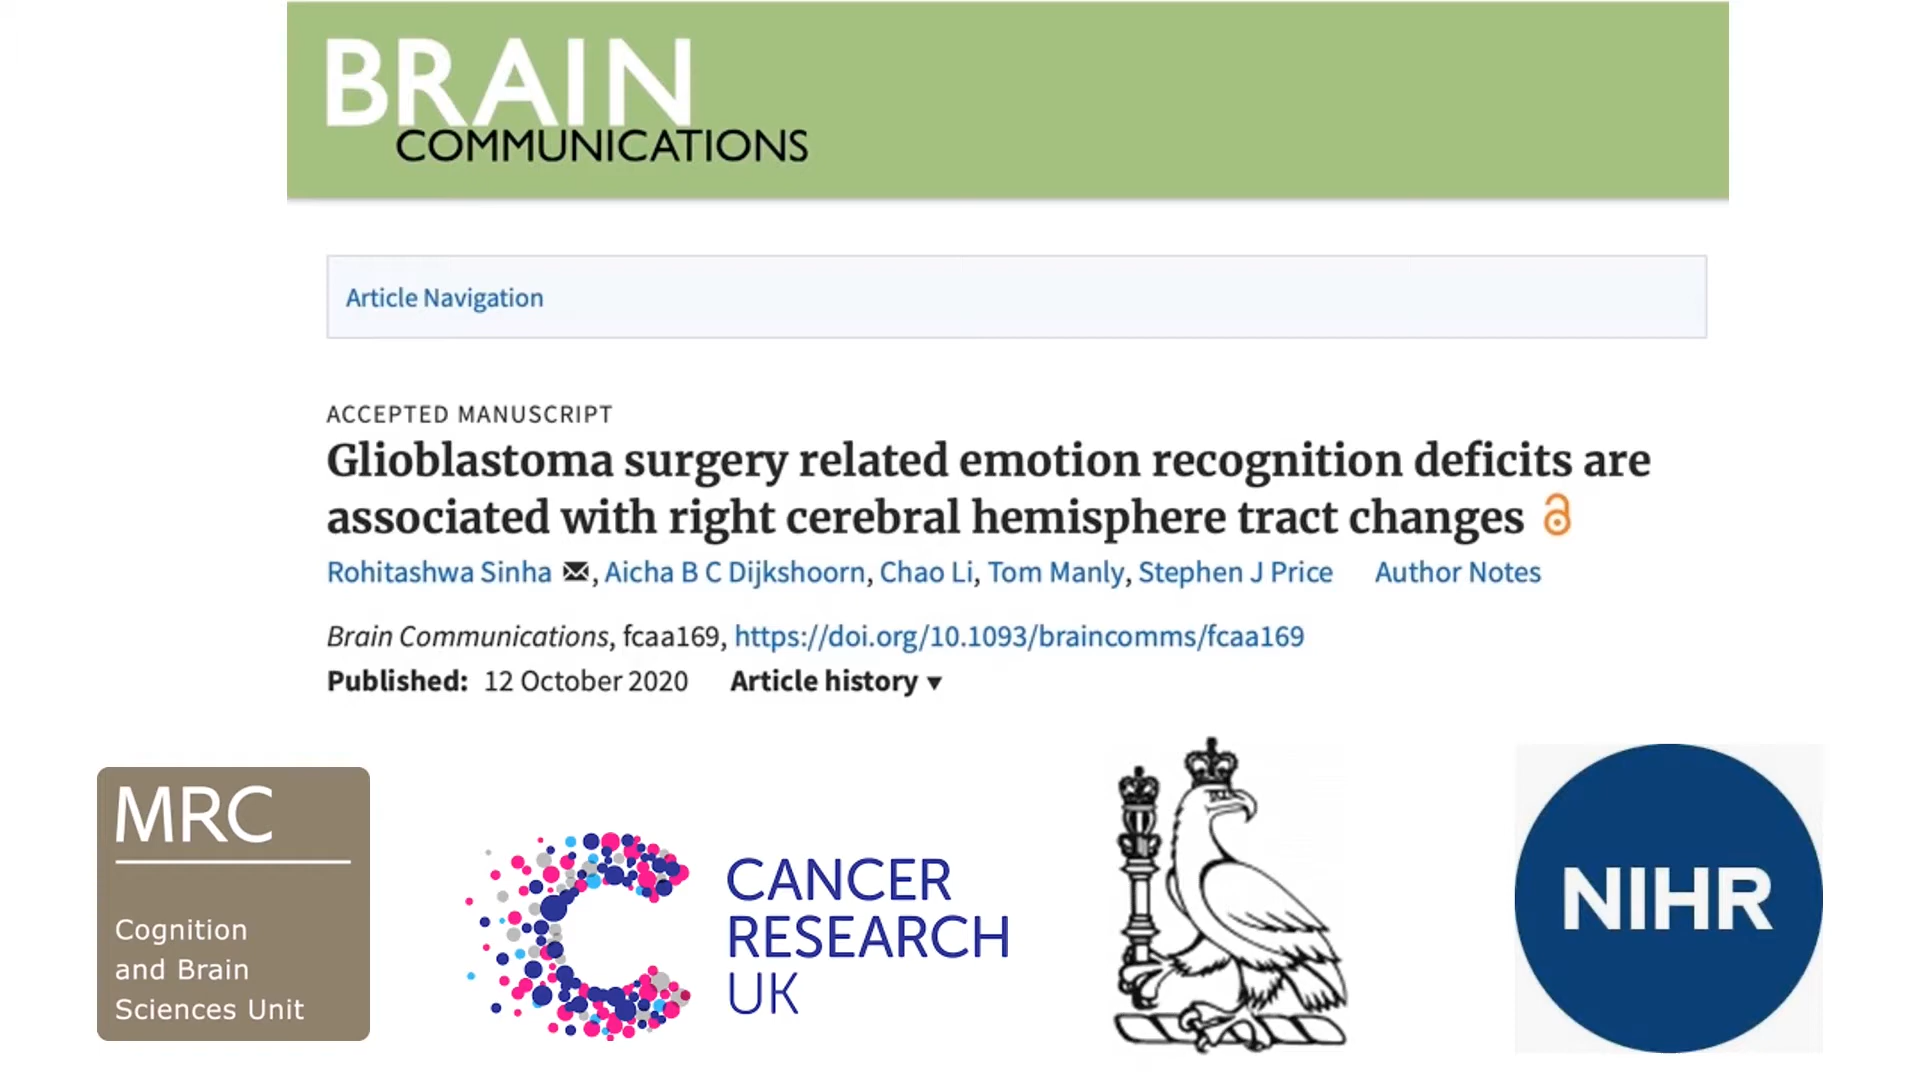 BRAIN
COMMUNICATIONS
Article Navigation
ACCEPTED MANUSCRIPT
Glioblastoma surgery related emotion recognition deficits are
associated with right cerebral hemisphere tract changes
Rohitashwa Sinha , Aicha B C Dijkshoorn, Chao Li, Tom Manly, Stephen J Price Author Notes
Brain Communications, fcaa169, https://doi.org/10.1093/braincomms/fcaa169
Published: 12 October 2020 Article history ▼
MRC
Cognition
and Brain
Sciences Unit
CANCER
RESEARCH
UK
NIHR